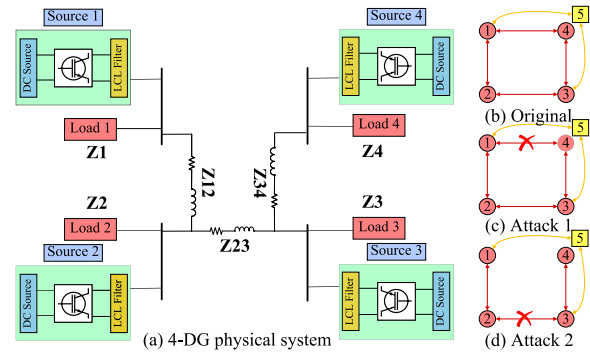 Source 1
DC Source
LCL Filter
Load 1
Z1
Z12
Source 4
LCL Filter
DC Source
Load 4
Z4
Z34
Z2
Load 2
Source 2
DC Source
LCL Filter
Z23
Z3
Load 3
Source 3
LCL Filter
DC Source
(a) 4-DG physical system
1
4
5
2
3
(b) Original
1
4
5
2
3
(c) Attack 1
1
4
5
2
3
(d) Attack 2